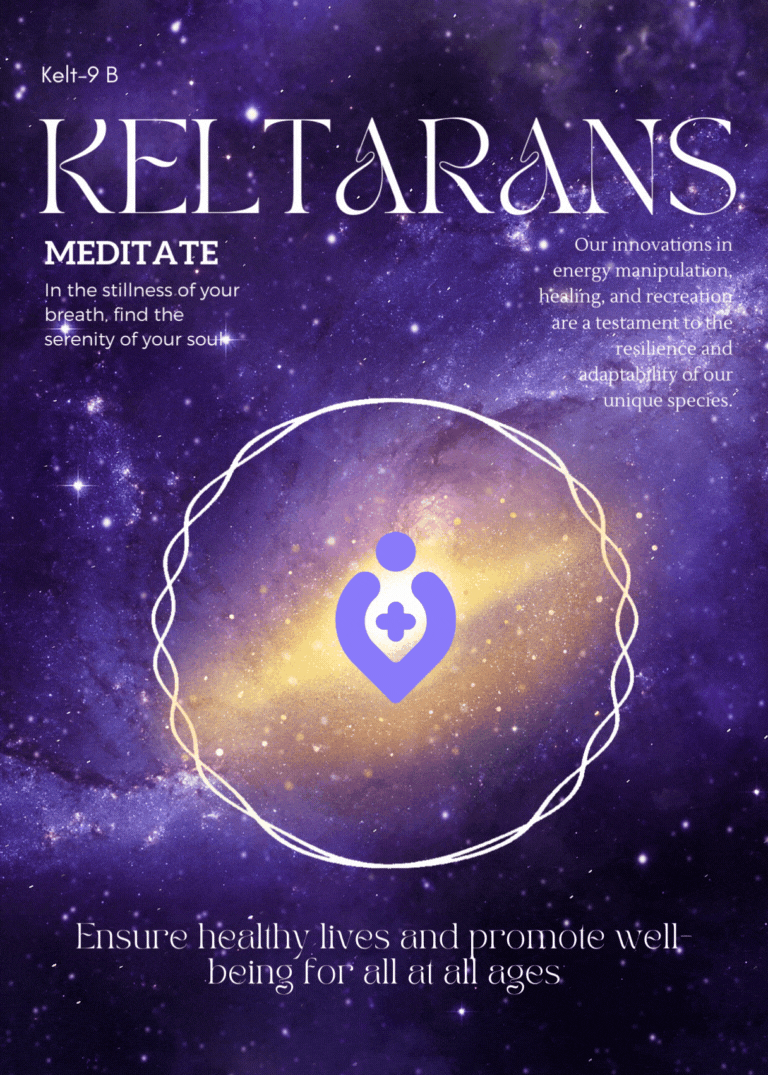 Kelt-9 B
KELTARANS
MEDITATE
In the stillness of your
breath, find the
serenity of your soul.
Our innovations in
energy manipulation,
healing, and recreation
are a testament to the
resilience and
adaptability of our
unique species.
Ensure healthy lives and promote well-
being for all at all ages